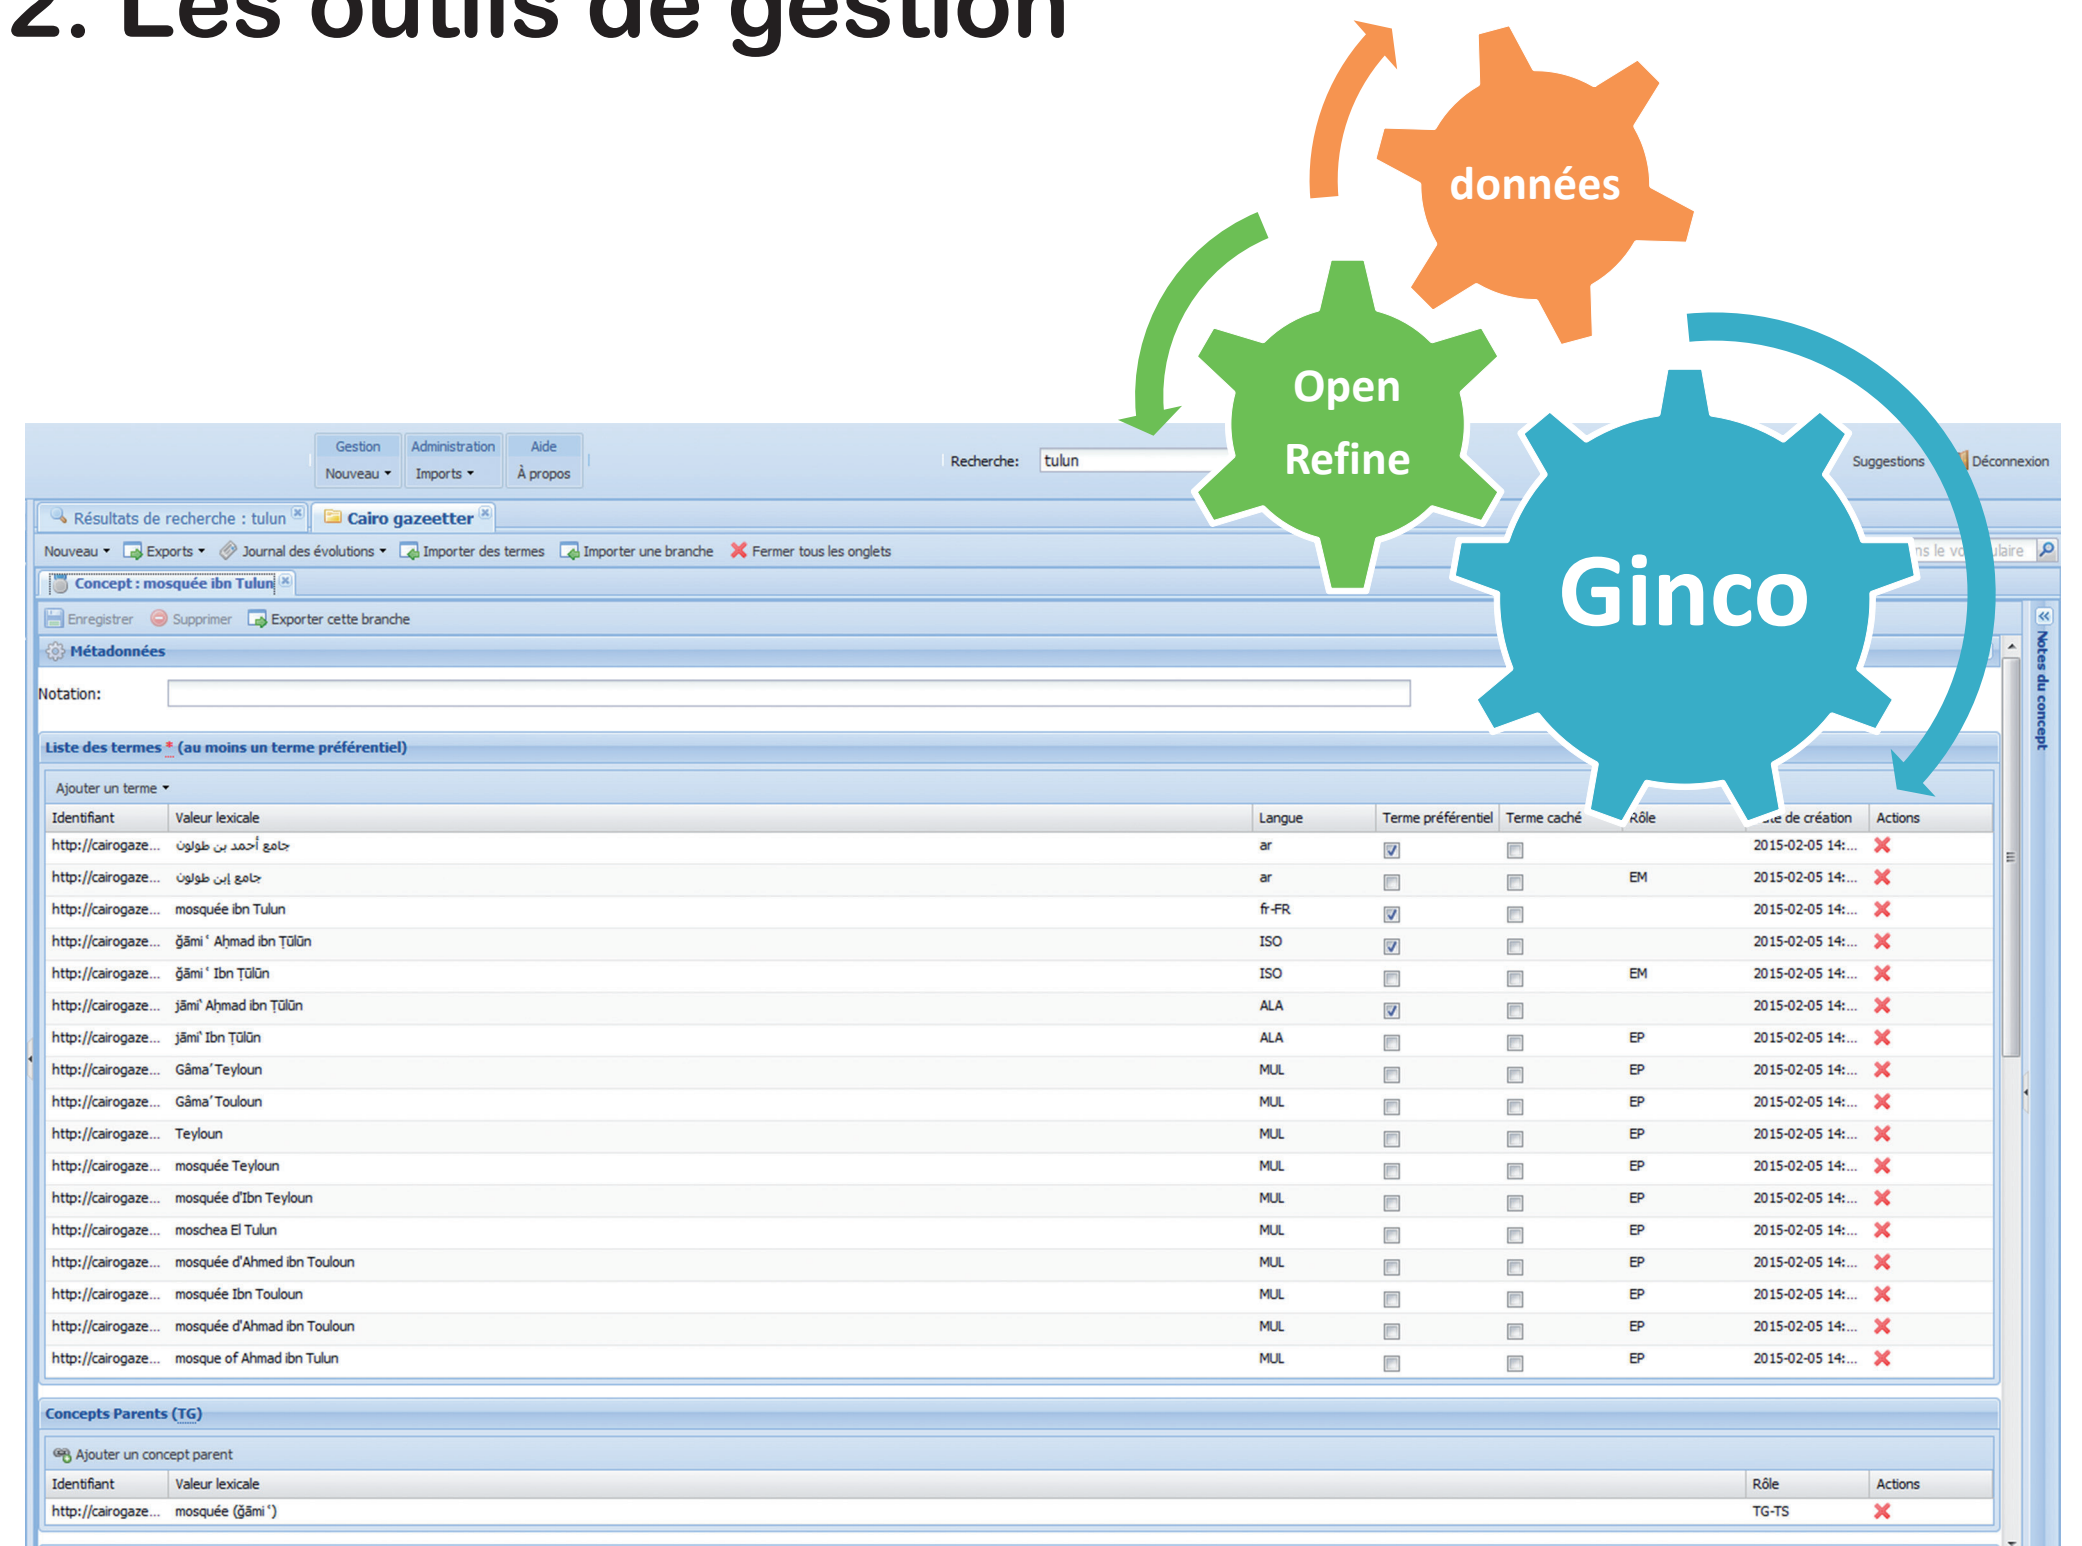 2. Les outils de gestion
données
Open
Refine
Ginco
Gestion Administration Aide
Nouveau Imports À propos
Recherche: tulun
Suggestions Déconnexion
Résultats de recherche : tulun Cairo gazeetter
Nouveau Exports Journal des évolutions Importer des termes Importer une branche Fermer tous les onglets
Concept : mosquée ibn Tulun
Enregistrer Supprimer Exporter cette branche
Métadonnées
Notes du concept
Notation:
Liste des termes * (au moins un terme préférentiel)
Ajouter un terme
Identifiant Valeur lexicale Langue Terme préférentiel Terme caché Rôle de création Actions
http://cairogaze... جامع أحمد بن طولون ar 2015-02-05 14:...
http://cairogaze... جامع إبن طولون ar EM 2015-02-05 14:...
http://cairogaze... mosquée ibn Tulun fr-FR 2015-02-05 14:...
http://cairogaze... ǧāmiʿ Aḥmad ibn Ṭūlūn ISO 2015-02-05 14:...
http://cairogaze... ǧāmiʿ Ibn Ṭūlūn ISO EM 2015-02-05 14:...
http://cairogaze... jāmiʿ Aḥmad ibn Ṭūlūn ALA 2015-02-05 14:...
http://cairogaze... jāmiʿ Ibn Ṭūlūn ALA EP 2015-02-05 14:...
http://cairogaze... Gâma’Teyloun MUL EP 2015-02-05 14:...
http://cairogaze... Gâma’Touloun MUL EP 2015-02-05 14:...
http://cairogaze... Teyloun MUL EP 2015-02-05 14:...
http://cairogaze... mosquée Teyloun MUL EP 2015-02-05 14:...
http://cairogaze... mosquée d'Ibn Teyloun MUL EP 2015-02-05 14:...
http://cairogaze... moschea El Tulun MUL EP 2015-02-05 14:...
http://cairogaze... mosquée d'Ahmed ibn Touloun MUL EP 2015-02-05 14:...
http://cairogaze... mosquée Ibn Touloun MUL EP 2015-02-05 14:...
http://cairogaze... mosquée d'Ahmad ibn Touloun MUL EP 2015-02-05 14:...
http://cairogaze... mosque of Ahmad ibn Tulun MUL EP 2015-02-05 14:...
Concepts Parents (TG)
Ajouter un concept parent
Identifiant Valeur lexicale Rôle Actions
http://cairogaze... mosquée (ǧāmiʿ) TG-TS